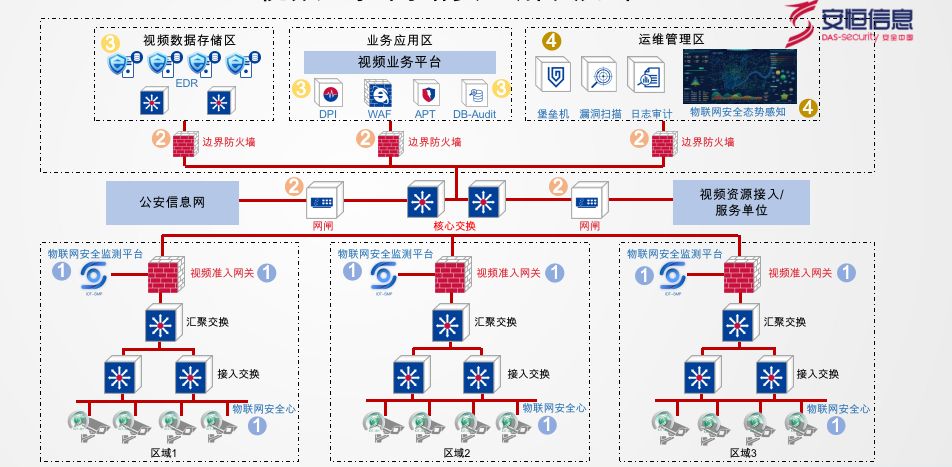 安恒信息
DAS-security 安全中国
3
视频数据存储区
EDR
业务应用区
视频业务平台
3
3
DPI
WAF
APT
DB-Audit
4
运维管理区
堡垒机
漏洞扫描
日志审计
物联网安全态势感知
4
2
边界防火墙
2
边界防火墙
2
边界防火墙
公安信息网
2
网闸
核心交换
2
网闸
视频资源接入/
服务单位
物联网安全监测平台
1
IOT-SMP
视频准入网关
1
汇聚交换
接入交换
物联网安全心
1
区域1
物联网安全监测平台
1
IOT-SMP
视频准入网关
1
汇聚交换
接入交换
物联网安全心
1
区域2
物联网安全监测平台
1
IOT-SMP
视频准入网关
1
汇聚交换
接入交换
物联网安全心
1
区域3